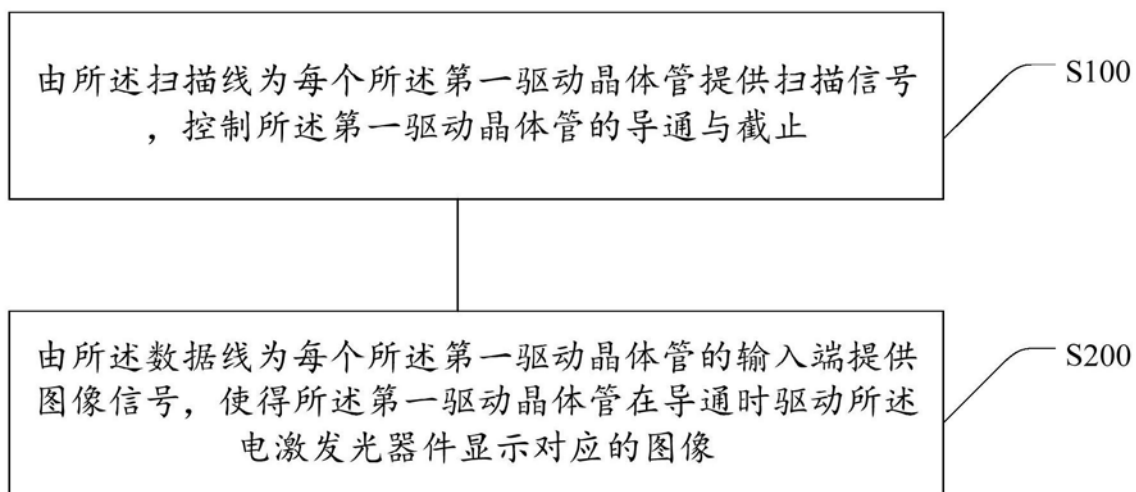 由所述扫描线为每个所述第一驱动晶体管提供扫描信号
，控制所述第一驱动晶体管的导通与截止
S100
由所述数据线为每个所述第一驱动晶体管的输入端提供
图像信号，使得所述第一驱动晶体管在导通时驱动所述
电激发光器件显示对应的图像
S200